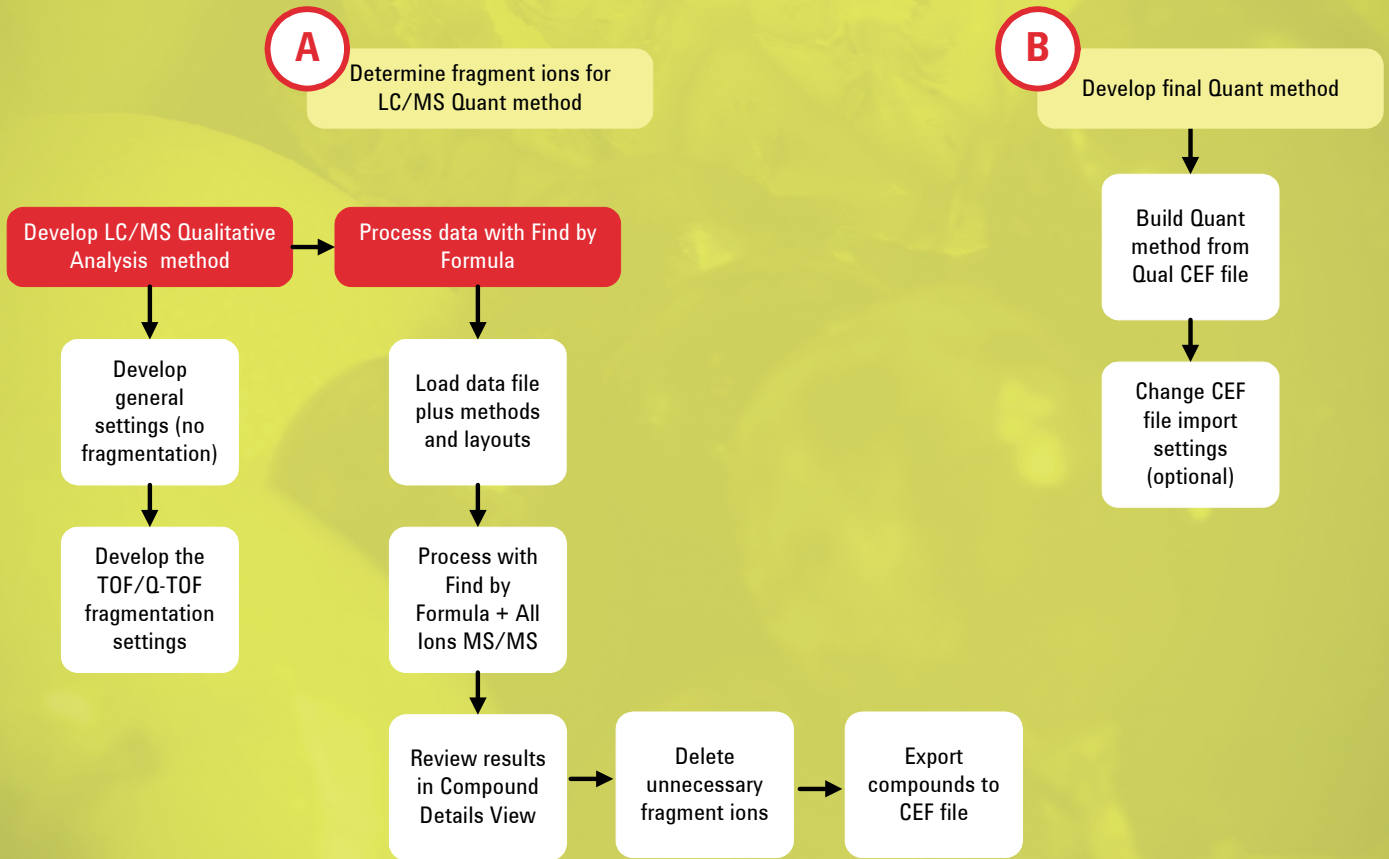 A
Determine fragment ions for
LC/MS Quant method
B
Develop final Quant method
Develop LC/MS Qualitative
Analysis method
Process data with Find by
Formula
Develop
general
settings (no
fragmentation)
Develop the
TOF/Q-TOF
fragmentation
settings
Load data file
plus methods
and layouts
Process with
Find by
Formula + All
Ions MS/MS
Review results
in Compound
Details View
Delete
unnecessary
fragment ions
Export
compounds to
CEF file
Build Quant
method from
Qual CEF file
Change CEF
file import
settings
(optional)